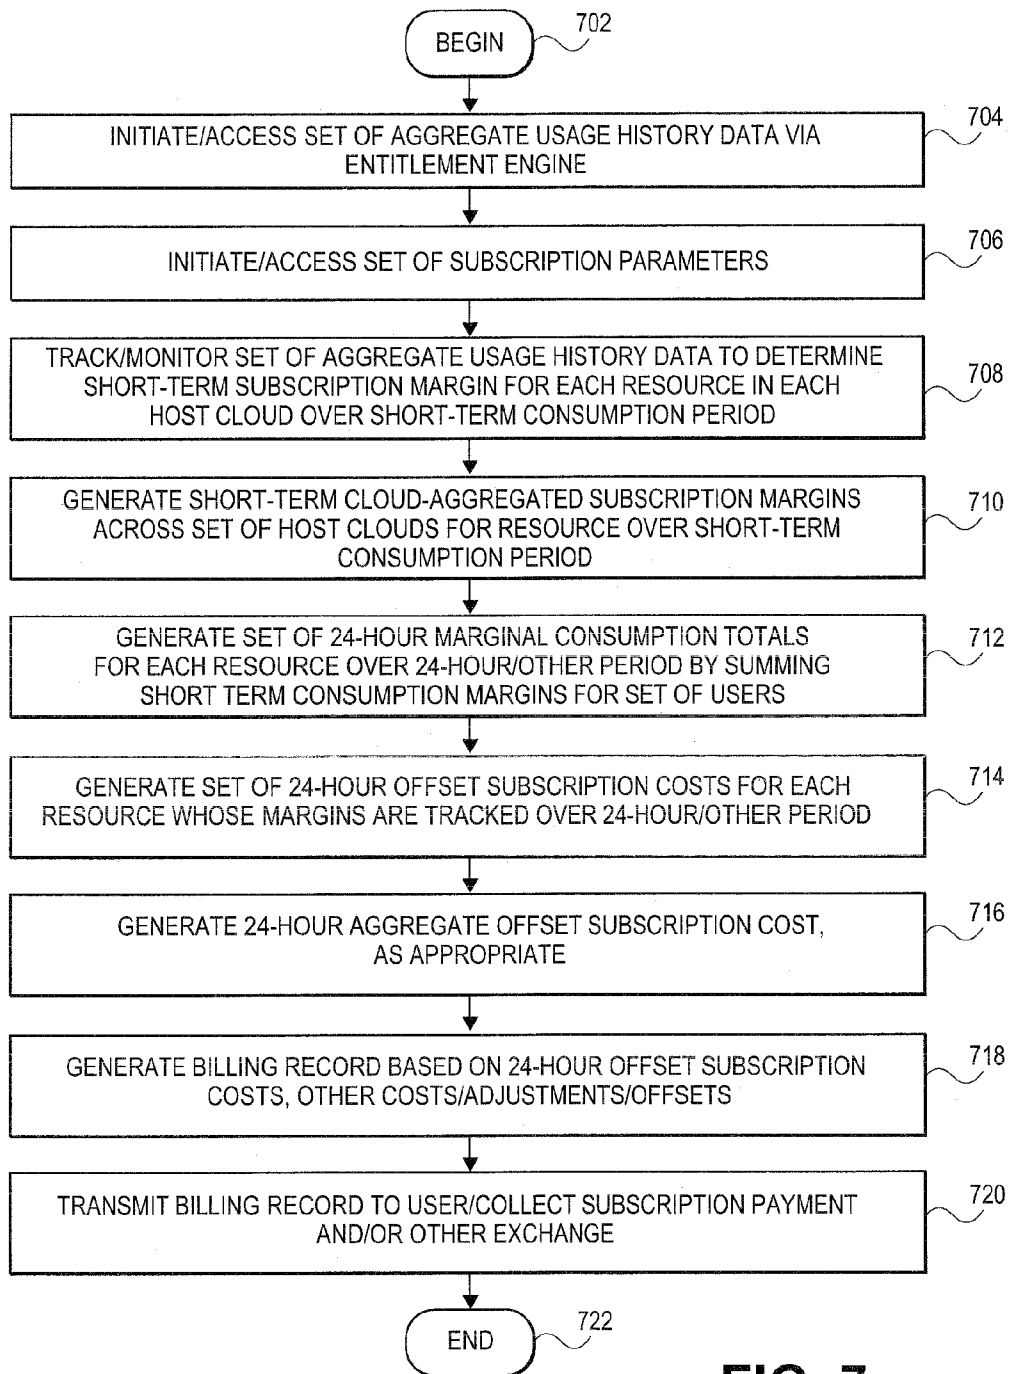 BEGIN
702
INITIATE/ACCESS SET OF AGGREGATE USAGE HISTORY DATA VIA
ENTITLEMENT ENGINE
704
INITIATE/ACCESS SET OF SUBSCRIPTION PARAMETERS
706
TRACK/MONITOR SET OF AGGREGATE USAGE HISTORY DATA TO DETERMINE
SHORT-TERM SUBSCRIPTION MARGIN FOR EACH RESOURCE IN EACH
HOST CLOUD OVER SHORT-TERM CONSUMPTION PERIOD
708
GENERATE SHORT-TERM CLOUD-AGGREGATED SUBSCRIPTION MARGINS
ACROSS SET OF HOST CLOUDS FOR RESOURCE OVER SHORT-TERM
CONSUMPTION PERIOD
710
GENERATE SET OF 24-HOUR MARGINAL CONSUMPTION TOTALS
FOR EACH RESOURCE OVER 24-HOUR/OTHER PERIOD BY SUMMING
SHORT TERM CONSUMPTION MARGINS FOR SET OF USERS
712
GENERATE SET OF 24-HOUR OFFSET SUBSCRIPTION COSTS FOR EACH
RESOURCE WHOSE MARGINS ARE TRACKED OVER 24-HOUR/OTHER PERIOD
714
GENERATE 24-HOUR AGGREGATE OFFSET SUBSCRIPTION COST,
AS APPROPRIATE
716
GENERATE BILLING RECORD BASED ON 24-HOUR OFFSET SUBSCRIPTION
COSTS, OTHER COSTS/ADJUSTMENTS/OFFSETS
718
TRANSMIT BILLING RECORD TO USER/COLLECT SUBSCRIPTION PAYMENT
AND/OR OTHER EXCHANGE
720
END
722
FIG. 7